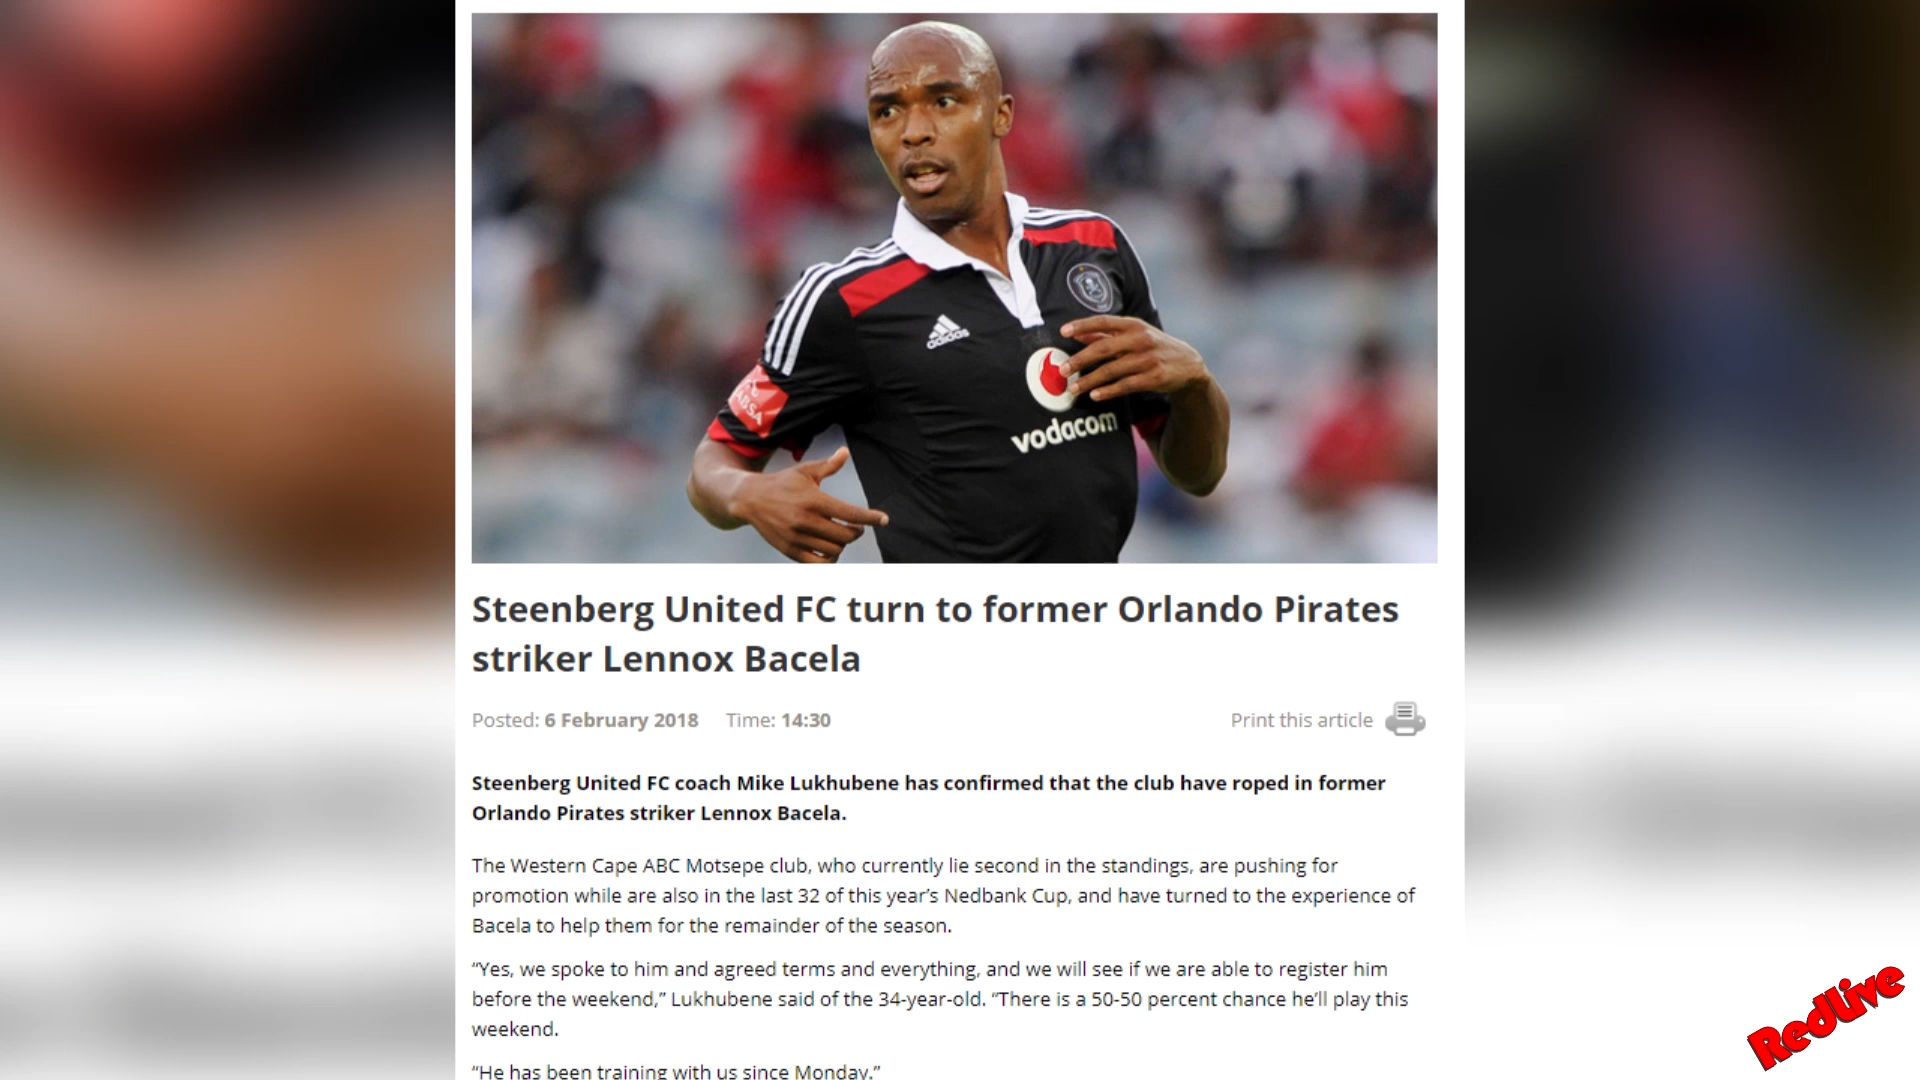 ABSA
adidas
vodacom
Steenberg United FC turn to former Orlando Pirates
striker Lennox Bacela
Posted: 6 February 2018 Time: 14:30 Print this article
Steenberg United FC coach Mike Lukhubene has confirmed that the club have roped in former
Orlando Pirates striker Lennox Bacela.
The Western Cape ABC Motsepe club, who currently lie second in the standings, are pushing for
promotion while are also in the last 32 of this year’s Nedbank Cup, and have turned to the experience of
Bacela to help them for the remainder of the season.
“Yes, we spoke to him and agreed terms and everything, and we will see if we are able to register him
before the weekend,” Lukhubene said of the 34-year-old. “There is a 50-50 percent chance he’ll play this
weekend.
“He has been training with us since Monday.”
RedLive